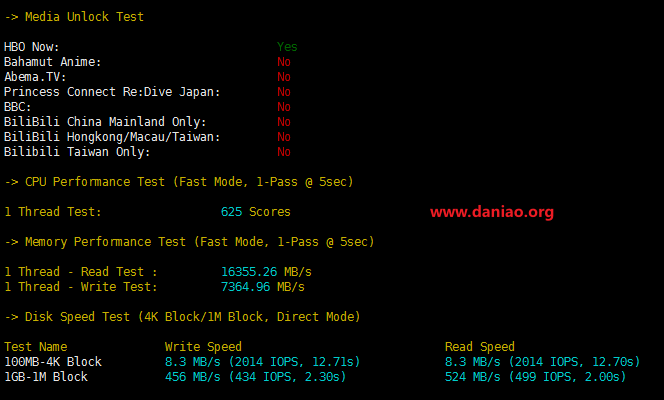 -> Media Unlock Test
HBO Now: Yes
Bahamut Anime: No
Abema.TV: No
Princess Connect Re:Dive Japan: No
BBC: No
BiliBili China Mainland Only: No
BiliBili Hongkong/Macau/Taiwan: No
Bilibili Taiwan Only: No
-> CPU Performance Test (Fast Mode, 1-Pass @ 5sec)
1 Thread Test: 625 Scores
www.daniao.org
-> Memory Performance Test (Fast Mode, 1-Pass @ 5sec)
1 Thread - Read Test : 16355.26 MB/s
1 Thread - Write Test: 7364.96 MB/s
-> Disk Speed Test (4K Block/1M Block, Direct Mode)
Test Name Write Speed Read Speed
100MB-4K Block 8.3 MB/s (2014 IOPS, 12.71s) 8.3 MB/s (2014 IOPS, 12.70s)
1GB-1M Block 456 MB/s (434 IOPS, 2.30s) 524 MB/s (499 IOPS, 2.00s)